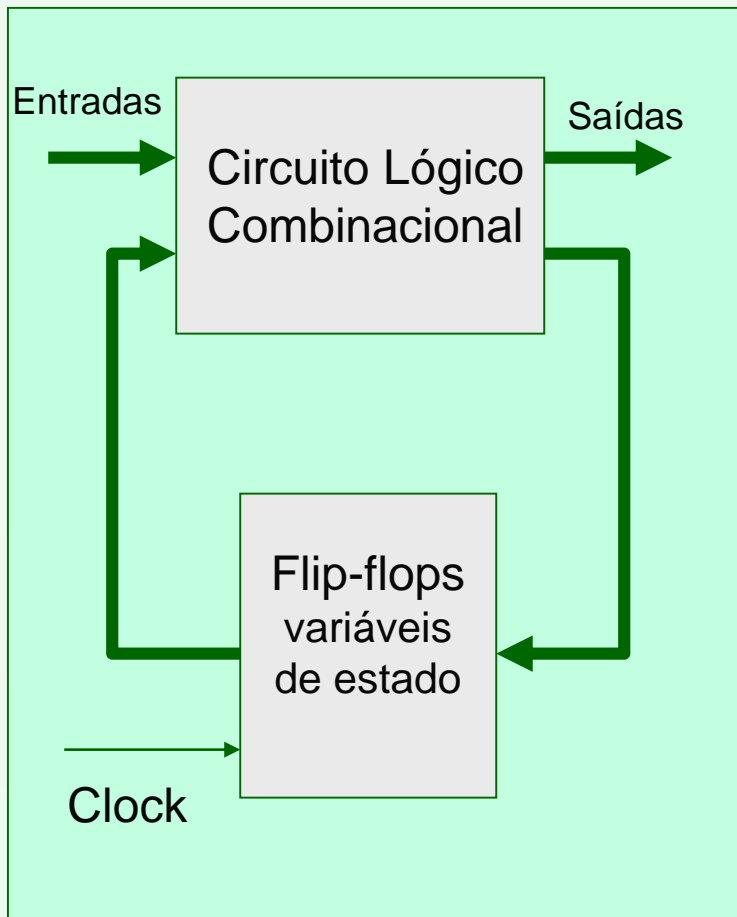 Entradas
Saídas
Circuito Lógico
Combinacional
Flip-flops
variáveis
de estado
Clock